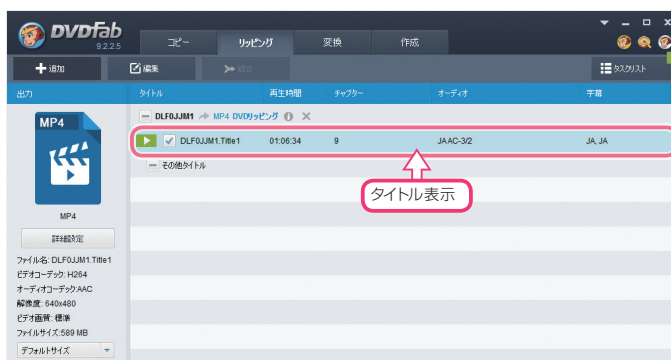 DVDFab
9.2.2.5
コピー リッピング 変換 作成
追加 編集 結合 タスクリスト
出力 タイトル 再生時間 チャプター オーディオ 字幕
DLF0JJM1 MP4 DVDリッピング
DLF0JJM1.Title1 01:06:34 9 JA AC-3/2 JA, JA
その他タイトル
タイトル表示
MP4
MP4
詳細設定
ファイル名: DLF0JJM1.Title1
ビデオコーデック: H264
オーディオコーデック:AAC
解像度: 640x480
ビデオ画質: 標準
ファイルサイズ:589 MB
デフォルトサイズ